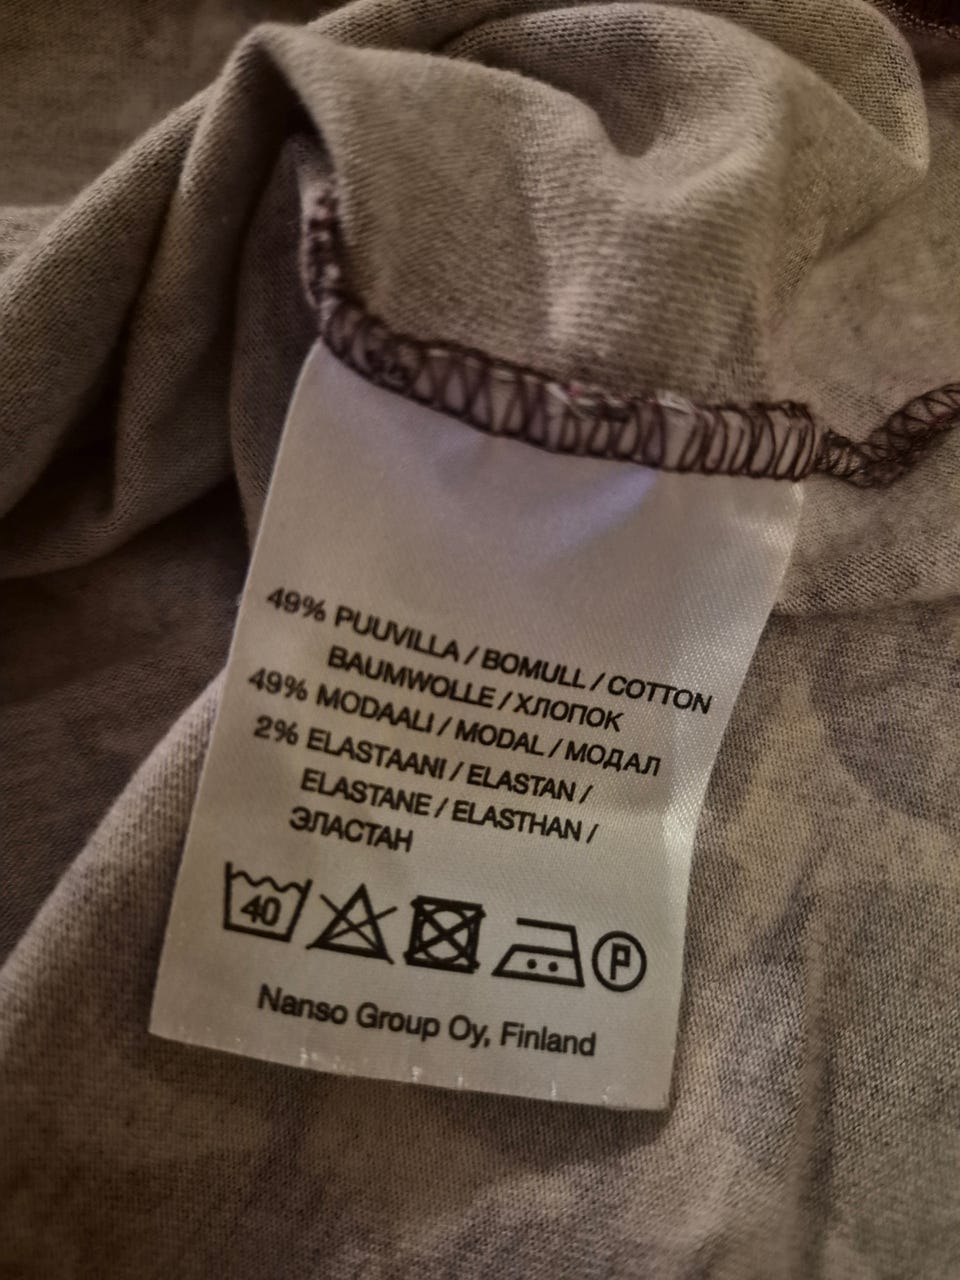 49% PUUVILLA / BOMULL / COTTON
BAUMWOLLE / ХЛОПОК
49% MODAALI / MODAL / МОДАЛ
2% ELASTAANI / ELASTAN /
ELASTANE / ELASTHAN /
ЭЛАСТАН
40 P
Nanso Group Oy, Finland